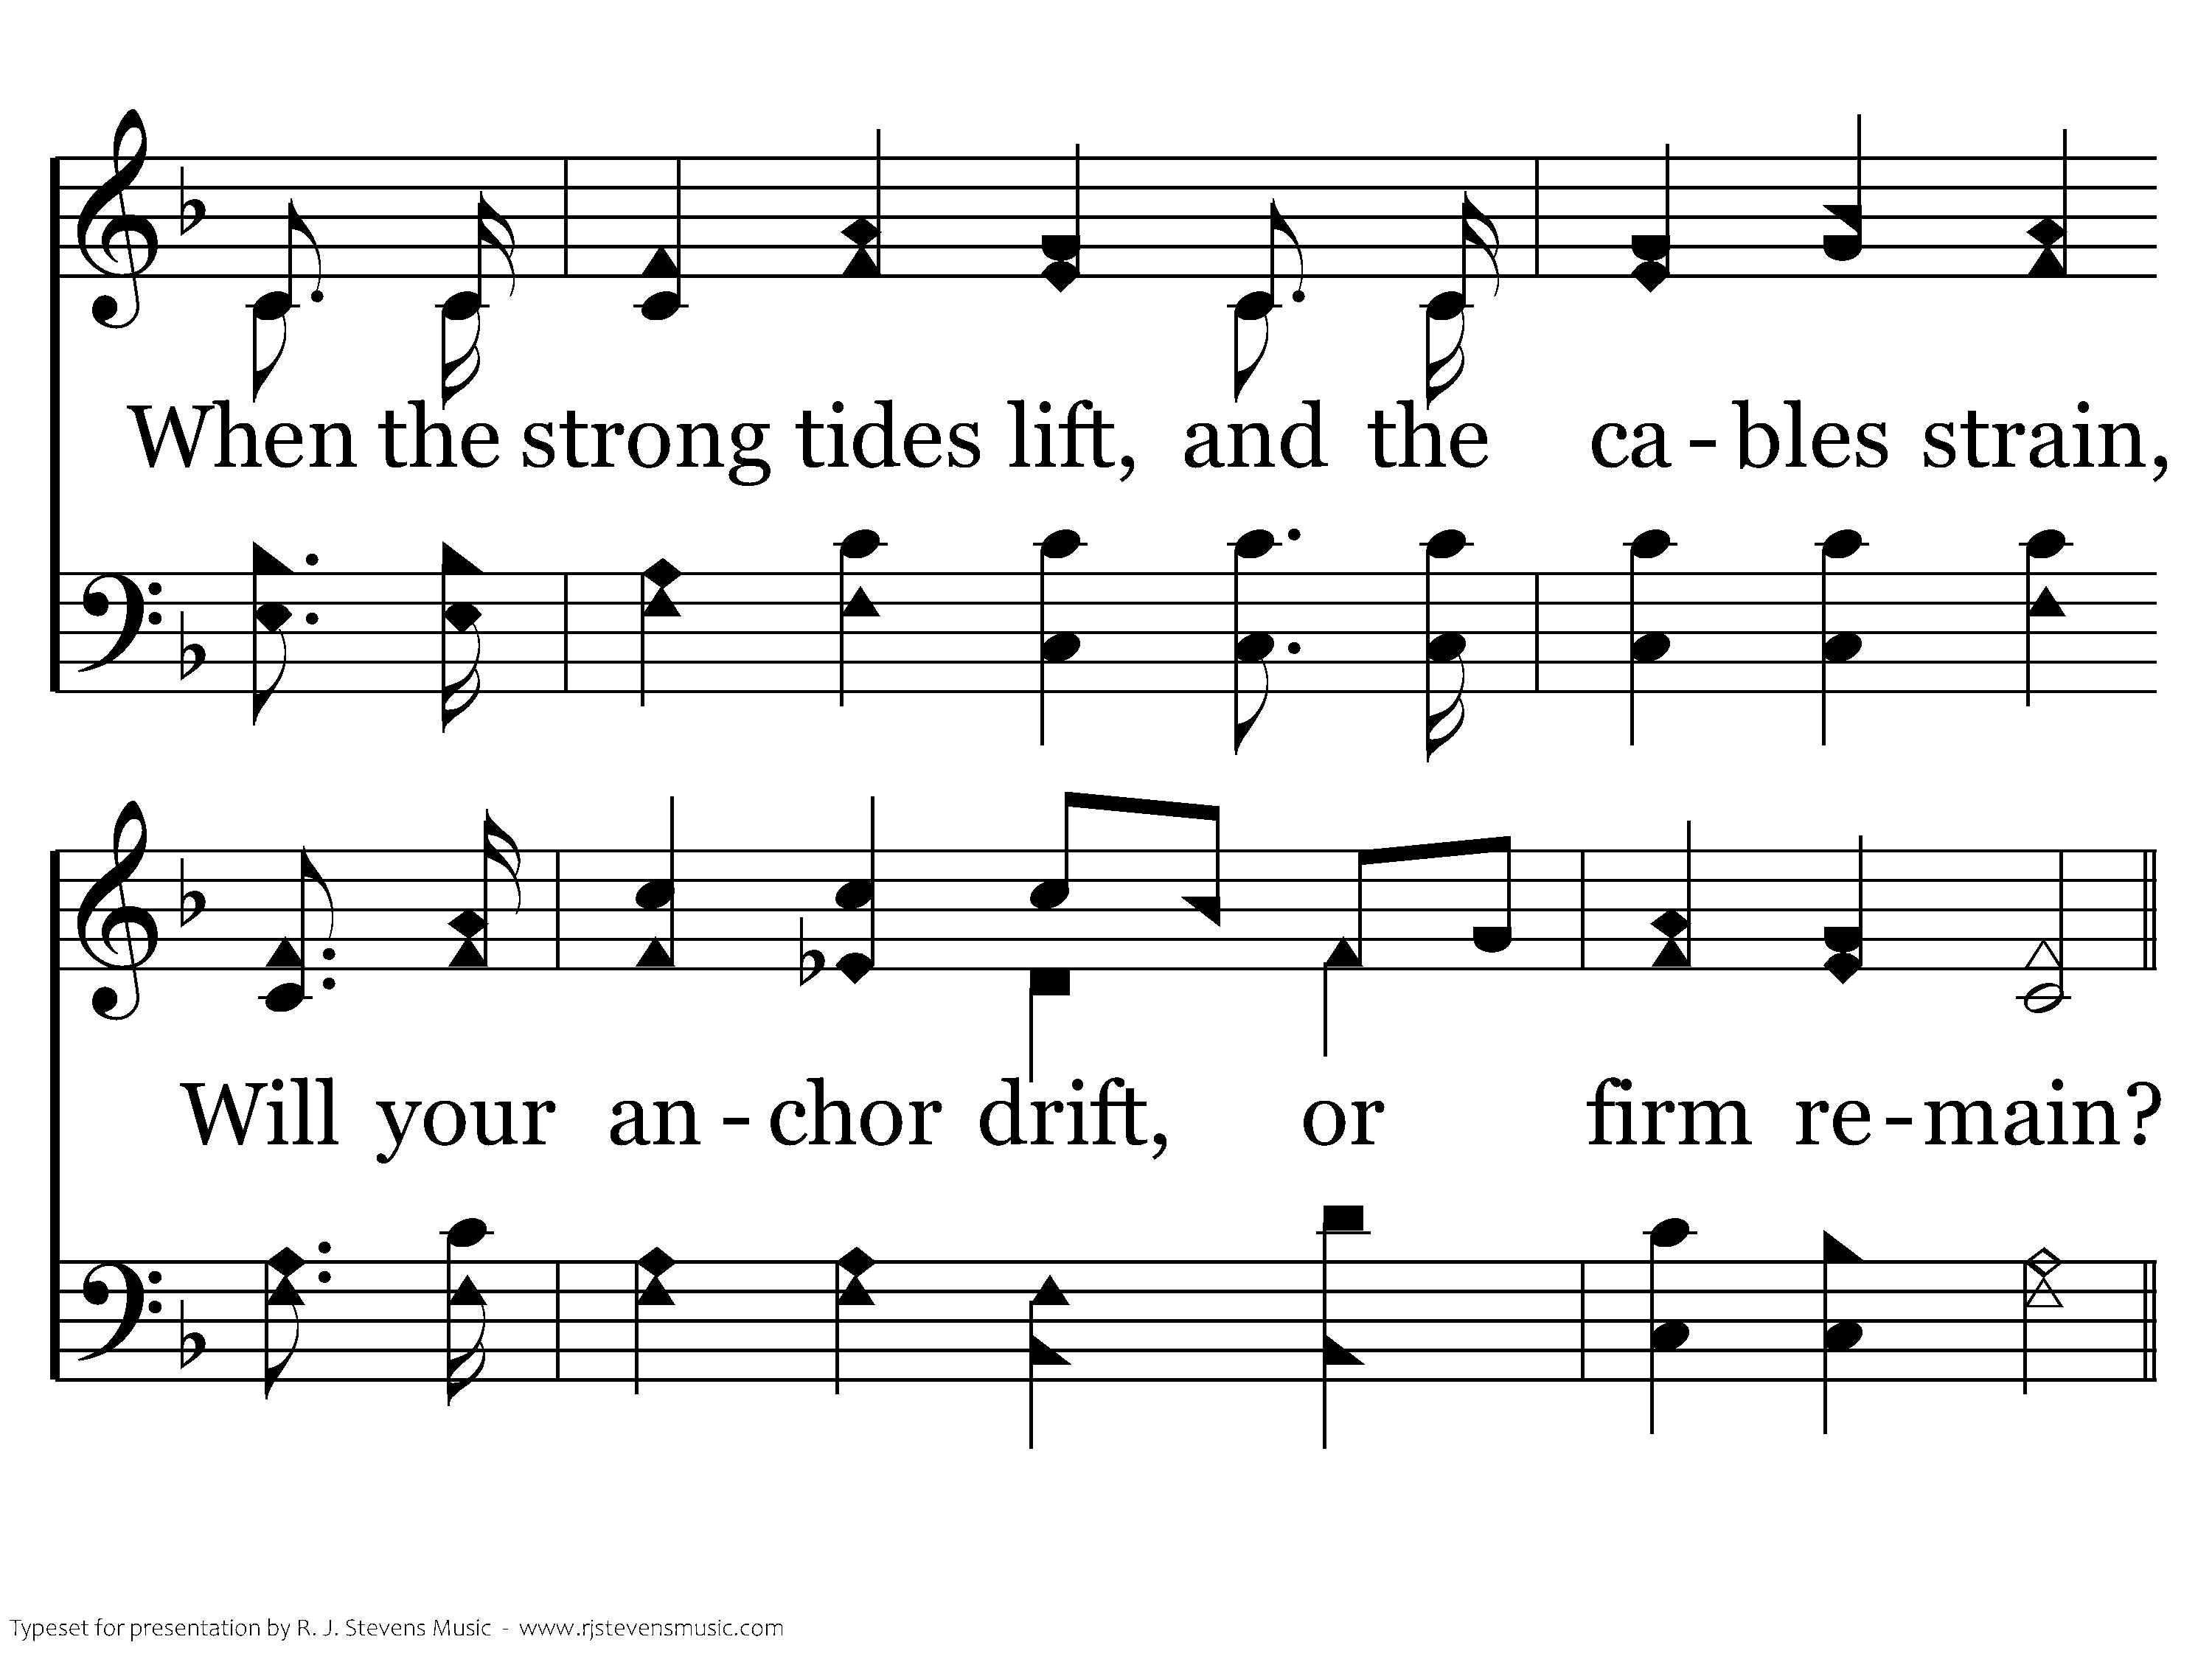 When the strong tides lift, and the ca - bles strain,
Will your an - chor drift, or firm re - main?
Typeset for presentation by R. J. Stevens Music - www.rjstevensmusic.com